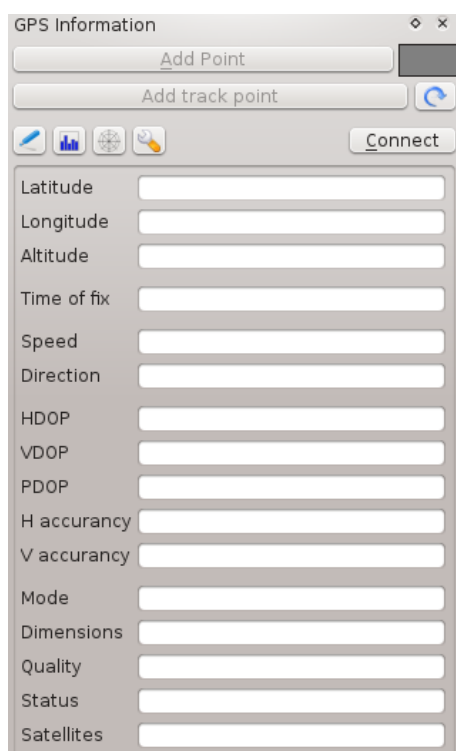 GPS Information
Add Point
Add track point
Connect
Latitude
Longitude
Altitude
Time of fix
Speed
Direction
HDOP
VDOP
PDOP
H accurancy
V accurancy
Mode
Dimensions
Quality
Status
Satellites